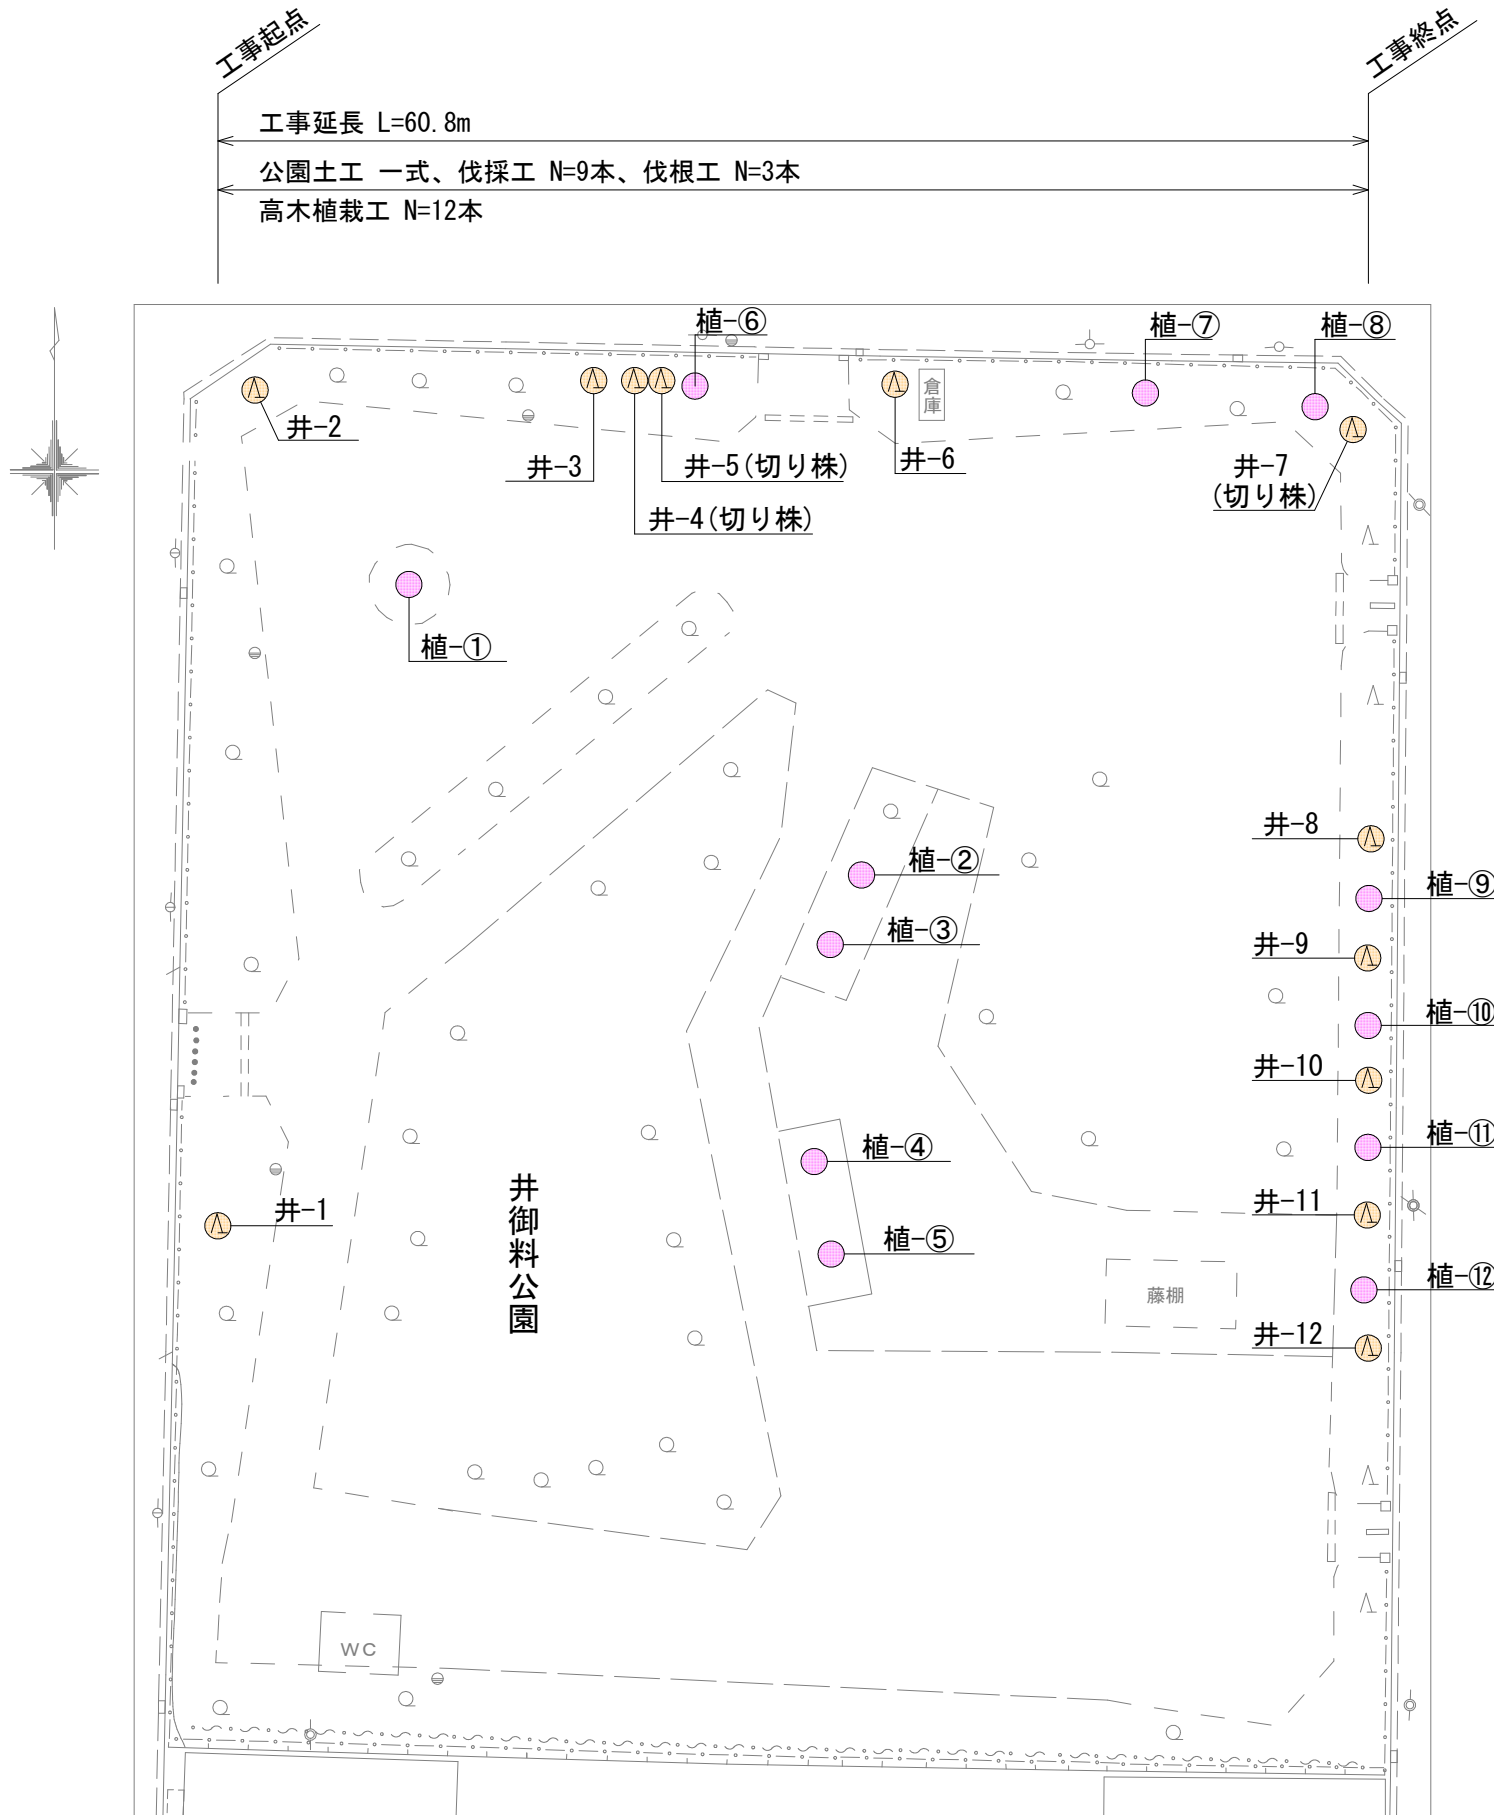 工事起点
工事終点
工事延長 L=60.8m
公園土工 一式、伐採工 N=9本、伐根工 N=3本
高木植栽工 N=12本
植-⑥
植-⑦
植-⑧
倉庫
井-2
井-3
井-5(切り株)
井-6
井-7
(切り株)
井-4(切り株)
植-①
井-8
植-②
植-⑨
植-③
井-9
植-⑩
井-10
植-④
植-⑪
井-1
井-11
植-⑤
井御料公園
植-⑫
藤棚
井-12
WC